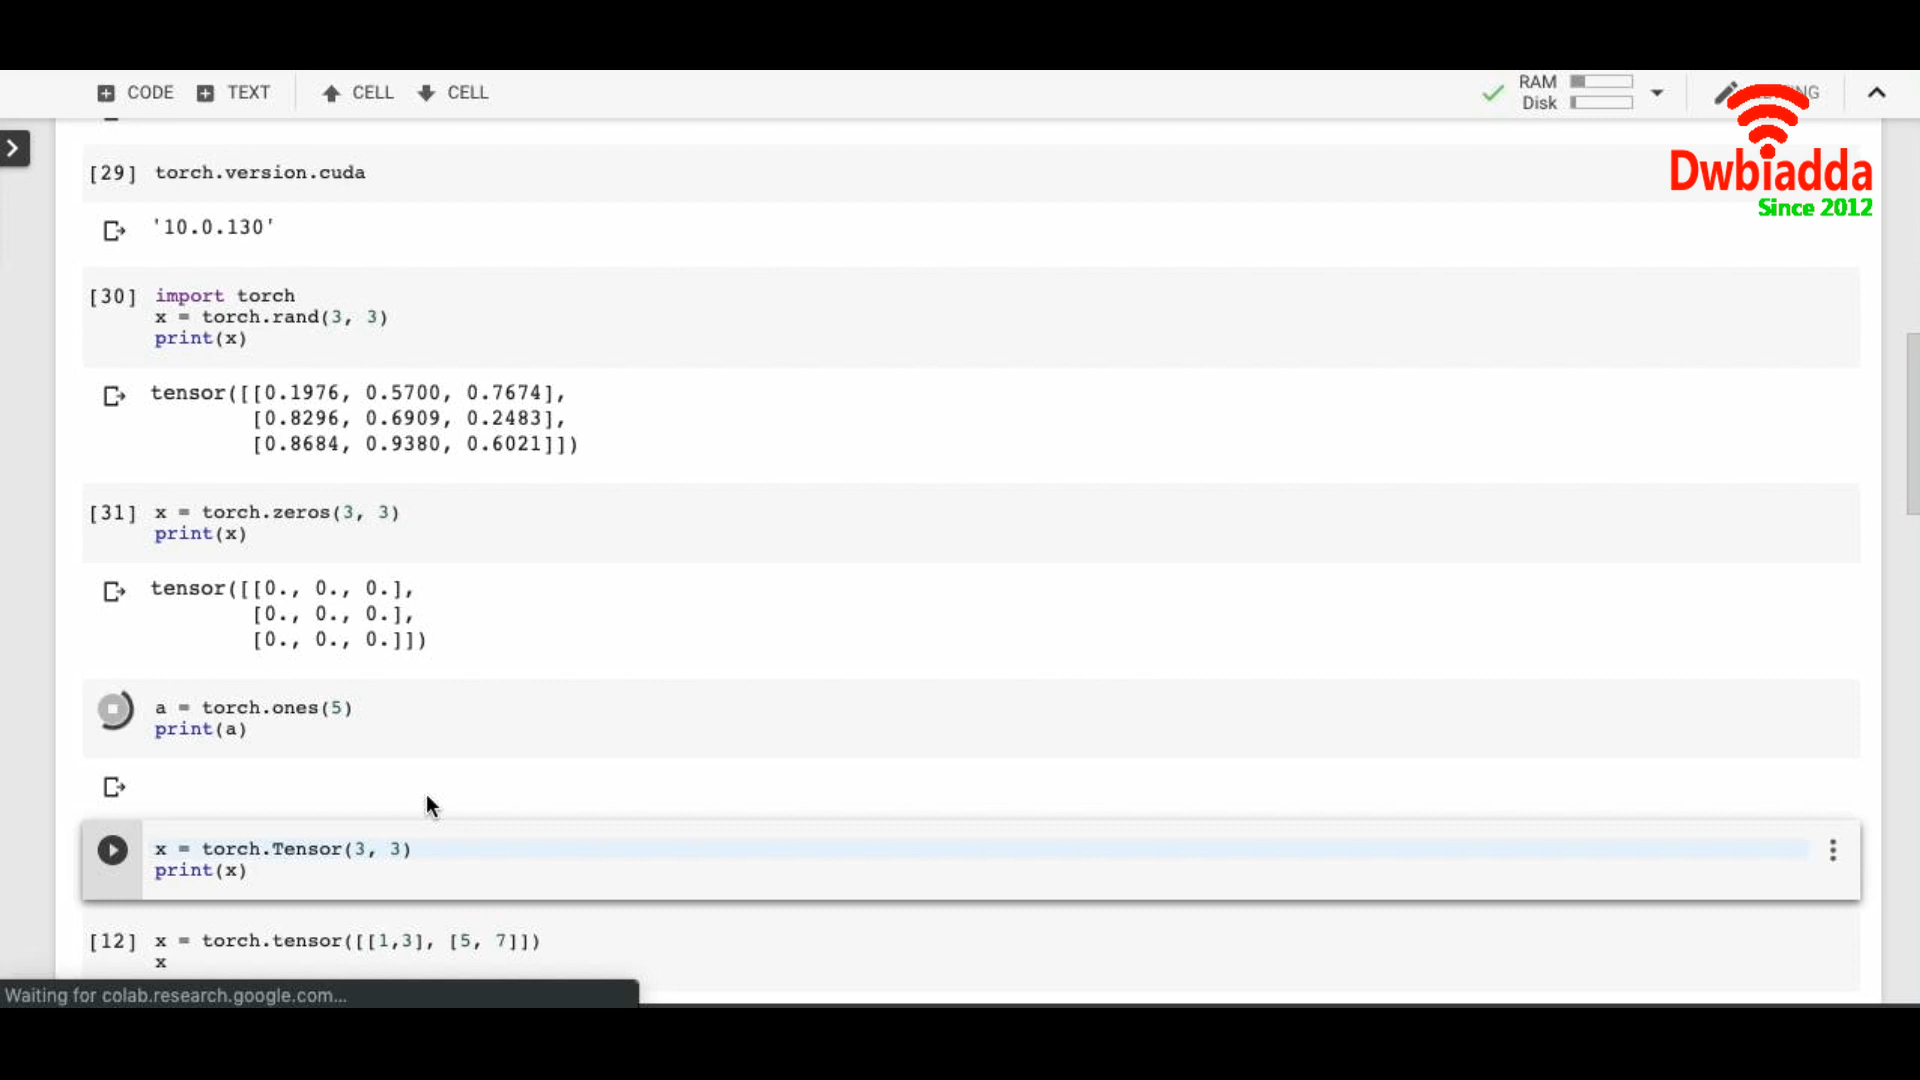 CODE TEXT CELL CELL
RAM
Disk
Dwbiadda
Since 2012
[29] torch.version.cuda
'10.0.130'
[30] import torch
x = torch.rand(3, 3)
print(x)
tensor([[0.1976, 0.5700, 0.7674],
[0.8296, 0.6909, 0.2483],
[0.8684, 0.9380, 0.6021]])
[31] x = torch.zeros(3, 3)
print(x)
tensor([[0., 0., 0.],
[0., 0., 0.],
[0., 0., 0.]])
a = torch.ones(5)
print(a)
x = torch.Tensor(3, 3)
print(x)
[12] x = torch.tensor([[1,3], [5, 7]])
x
Waiting for colab.research.google.com...